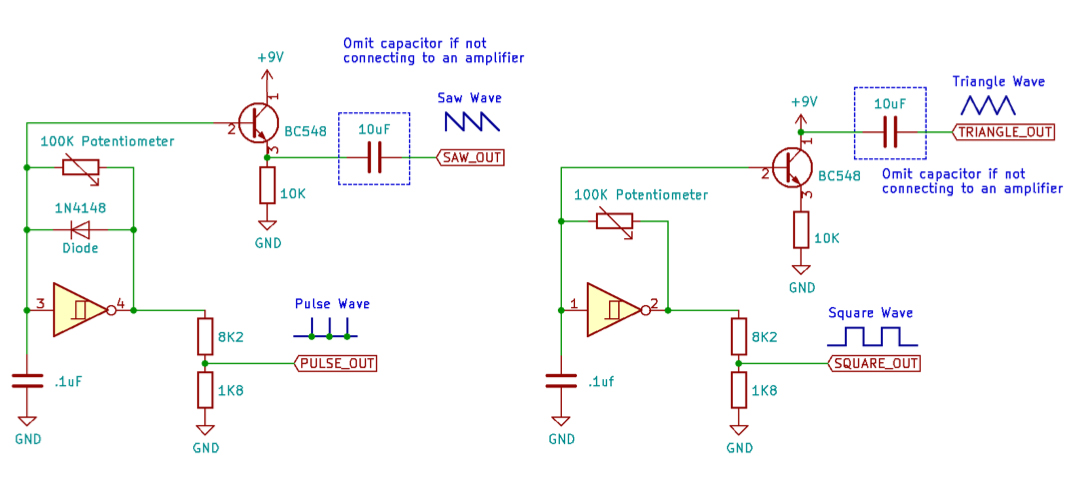 Omit capacitor if not
connecting to an amplifier
+9V
1
2
3
BC548
10uF
Saw Wave
SAW_OUT
10K
GND
100K Potentiometer
1N4148
Diode
3
4
8K2
Pulse Wave
PULSE_OUT
1K8
GND
.1uF
GND
+9V
1
2
3
BC548
10uF
Triangle Wave
TRIANGLE_OUT
Omit capacitor if not
connecting to an amplifier
10K
GND
100K Potentiometer
1
2
8K2
Square Wave
SQUARE_OUT
1K8
GND
.1uf
GND